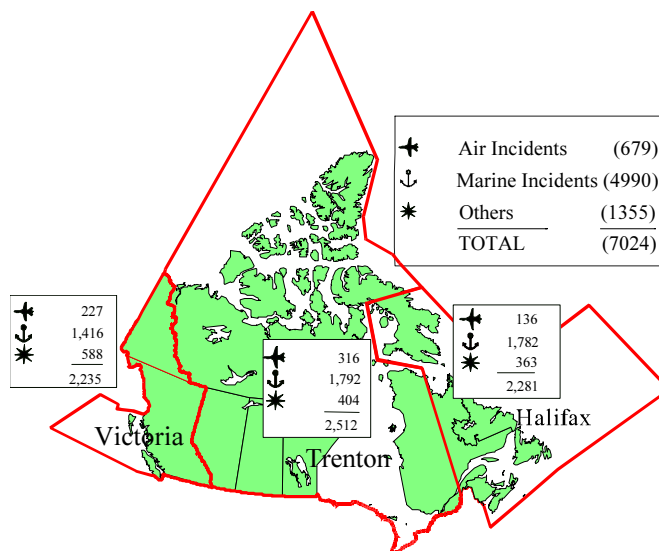 Air Incidents (679)
Marine Incidents (4990)
Others (1355)
TOTAL (7024)
227
1,416
588
2,235
316
1,792
404
2,512
136
1,782
363
2,281
Victoria
Trenton
Halifax